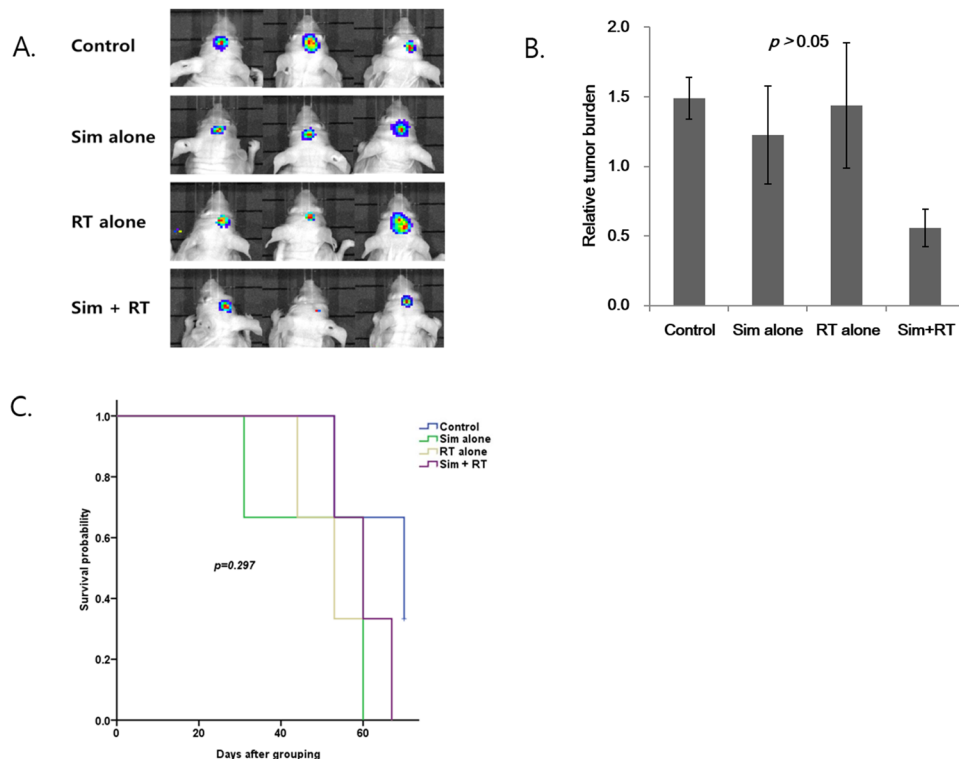 A.
Control
Sim alone
RT alone
Sim + RT
B.
Relative tumor burden
2.0
1.5
1.0
0.5
0.0
p > 0.05
Control Sim alone RT alone Sim+RT
C.
Survival probability
1.0
0.8
0.6
0.4
0.2
0.0
p=0.297
Control
Sim alone
RT alone
Sim + RT
0 20 40 60
Days after grouping